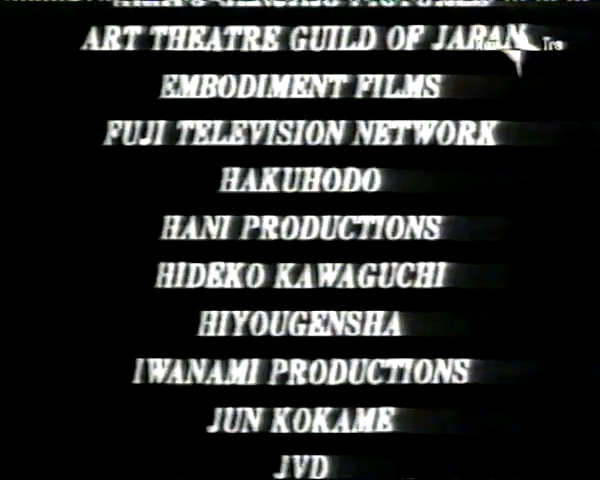 ART THEATRE GUILD OF JAPAN
EMBODIMENT FILMS
FUJI TELEVISION NETWORK
HAKUHODO
HANI PRODUCTIONS
HIDEKO KAWAGUCHI
HIYOUGENSHA
IWANAMI PRODUCTIONS
JUN KOKAME
JVD